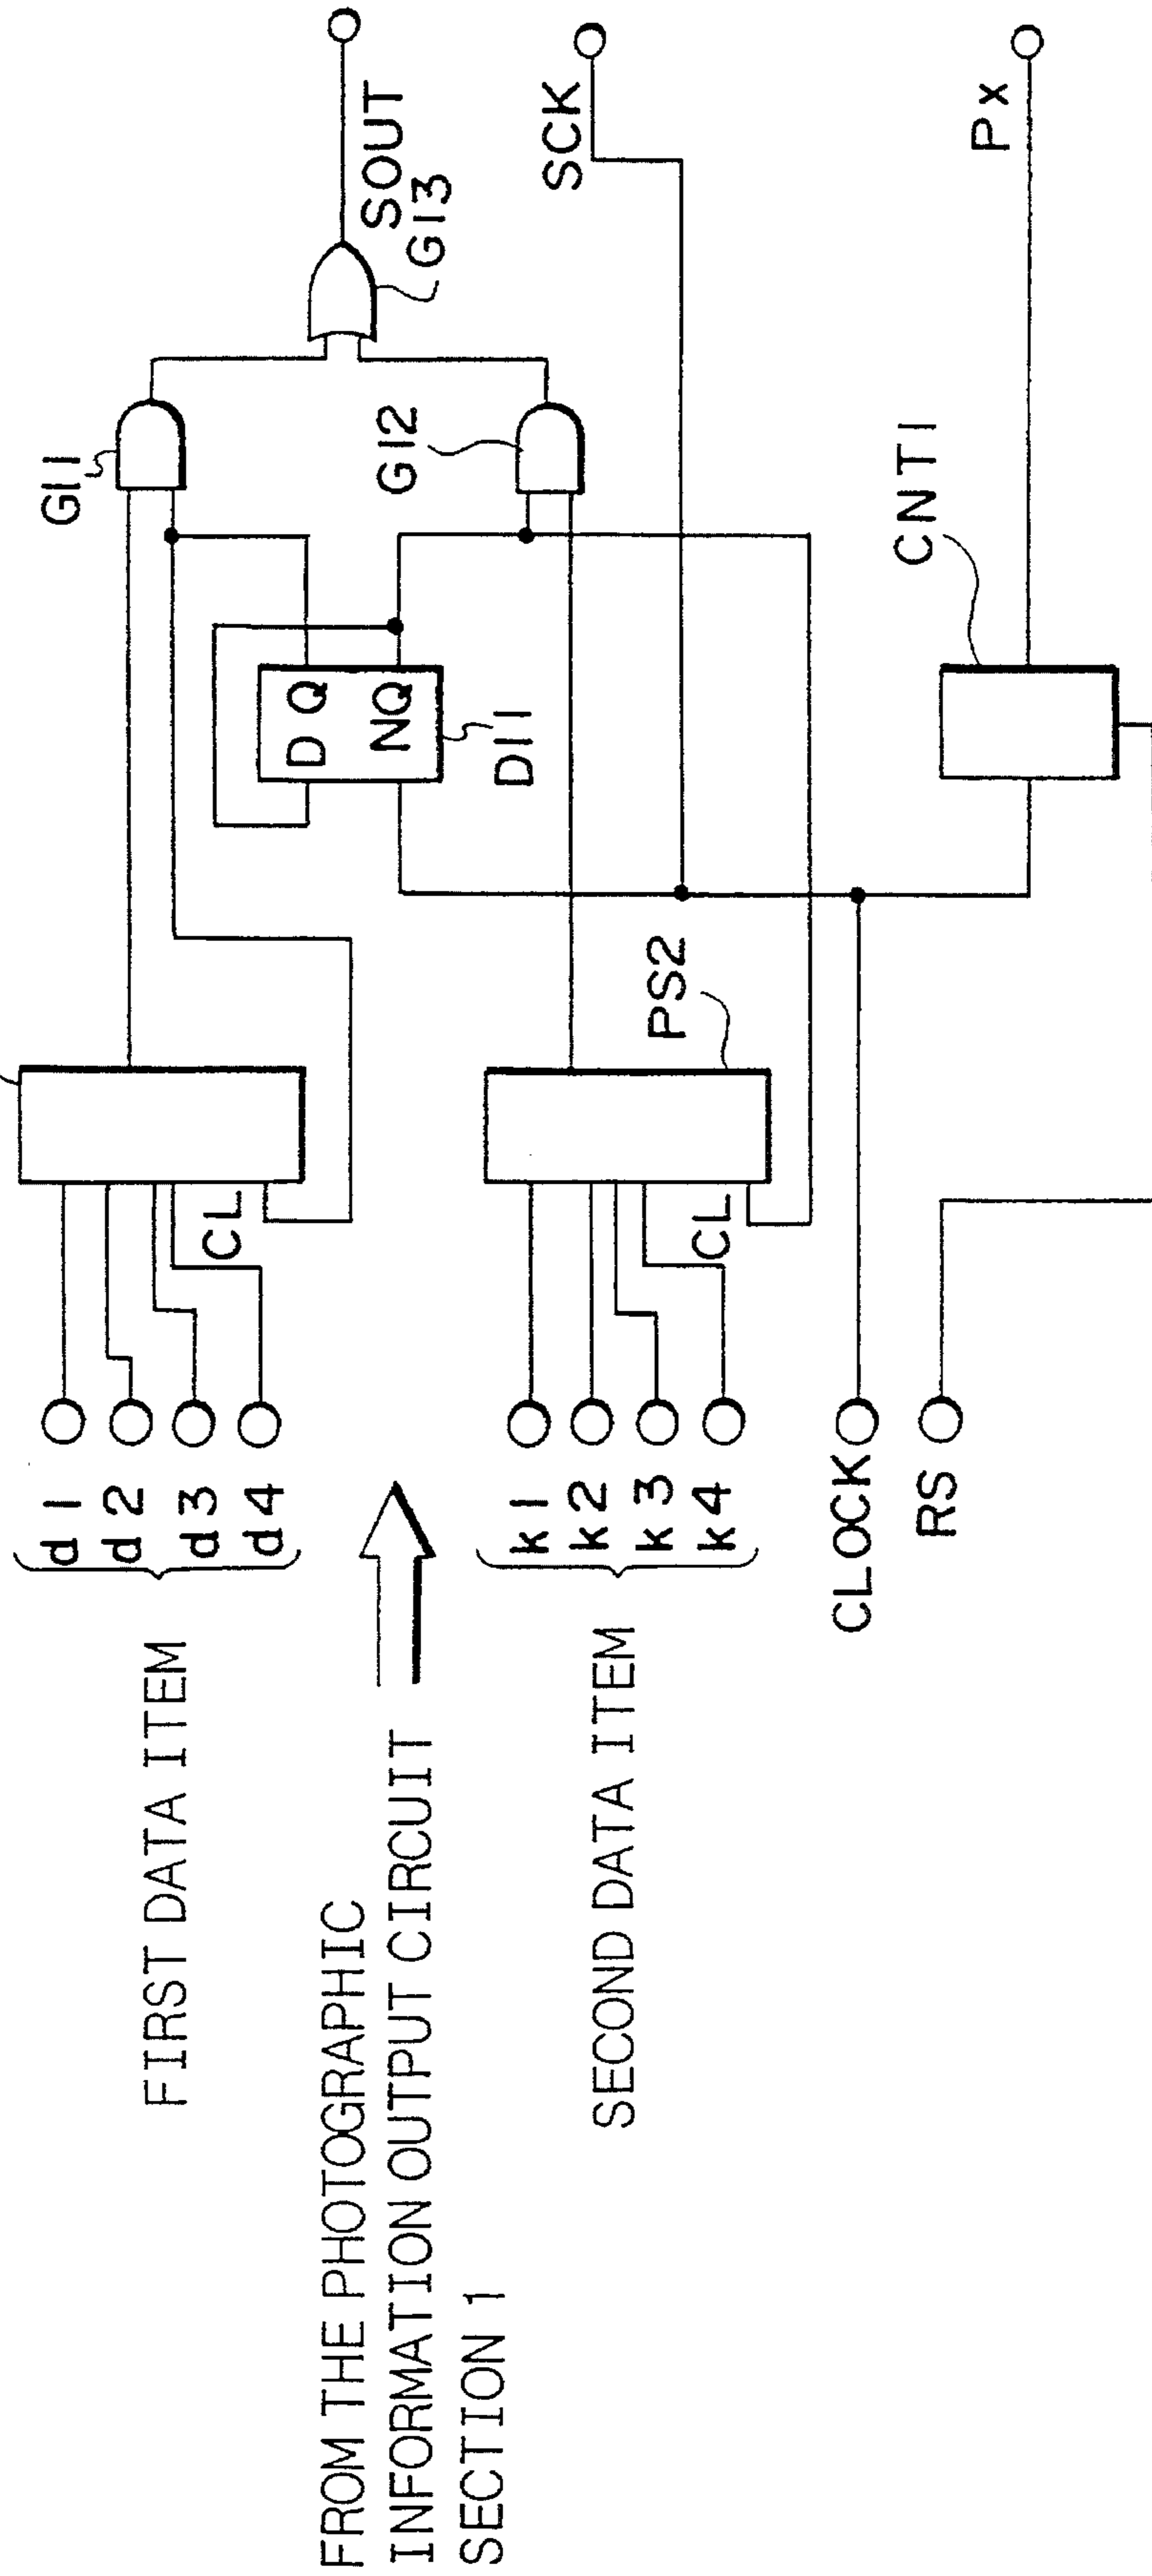 FIRST DATA ITEM
d1
d2
d3
d4
CL
G11
D Q
NQ
D11
G12
G13
SOUT
FROM THE PHOTOGRAPHIC
INFORMATION OUTPUT CIRCUIT
SECTION 1
SECOND DATA ITEM
k1
k2
k3
k4
CL
PS2
SCK
CLOCK
RS
CNT1
Px